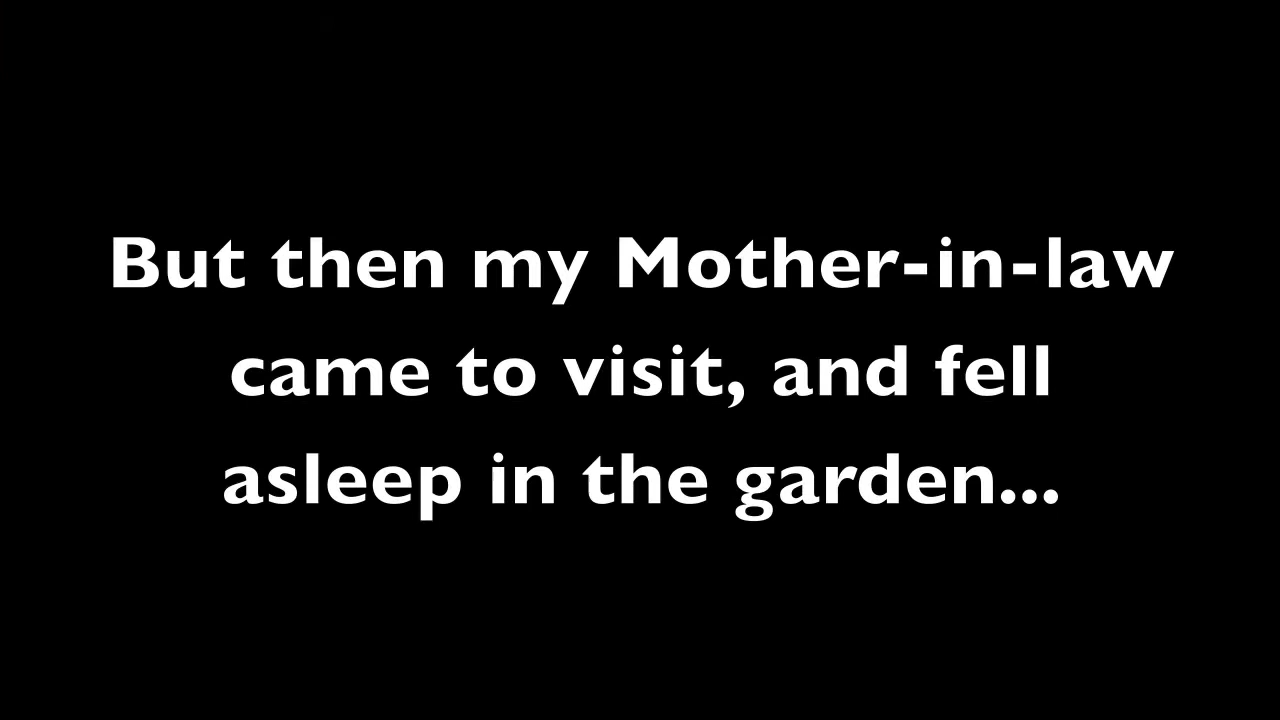 But then my Mother-in-law
came to visit, and fell
asleep in the garden...